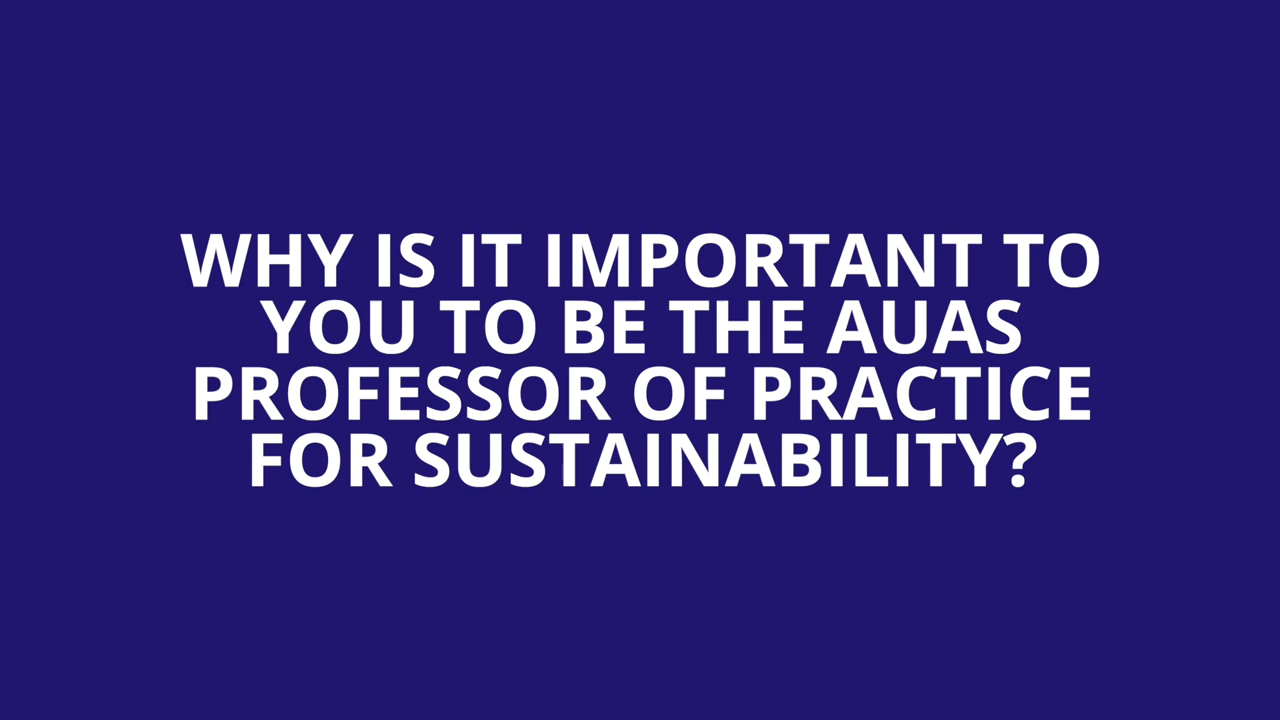 WHY IS IT IMPORTANT TO
YOU TO BE THE AUAS
PROFESSOR OF PRACTICE
FOR SUSTAINABILITY?